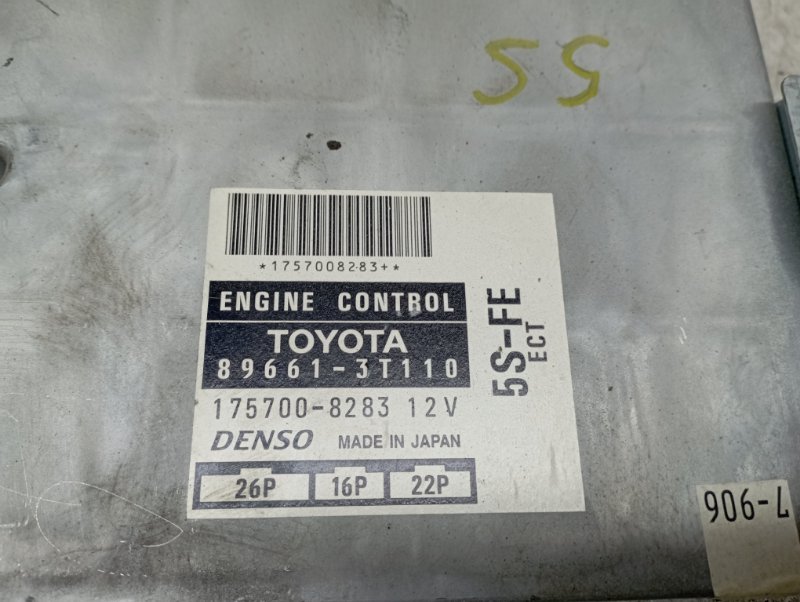 5S
*1757008283+*
ENGINE CONTROL
TOYOTA
89661-3T110
175700-8283 12V
DENSO MADE IN JAPAN
26P 16P 22P
5S-FE
ECT
7-906